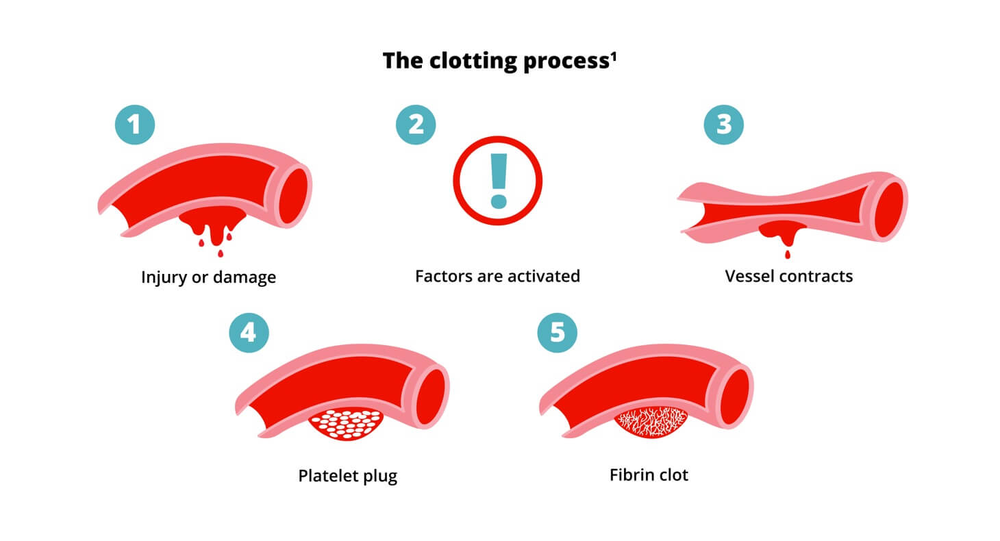 The clotting process¹
1
2
3
Injury or damage
Factors are activated
Vessel contracts
4
5
Platelet plug
Fibrin clot